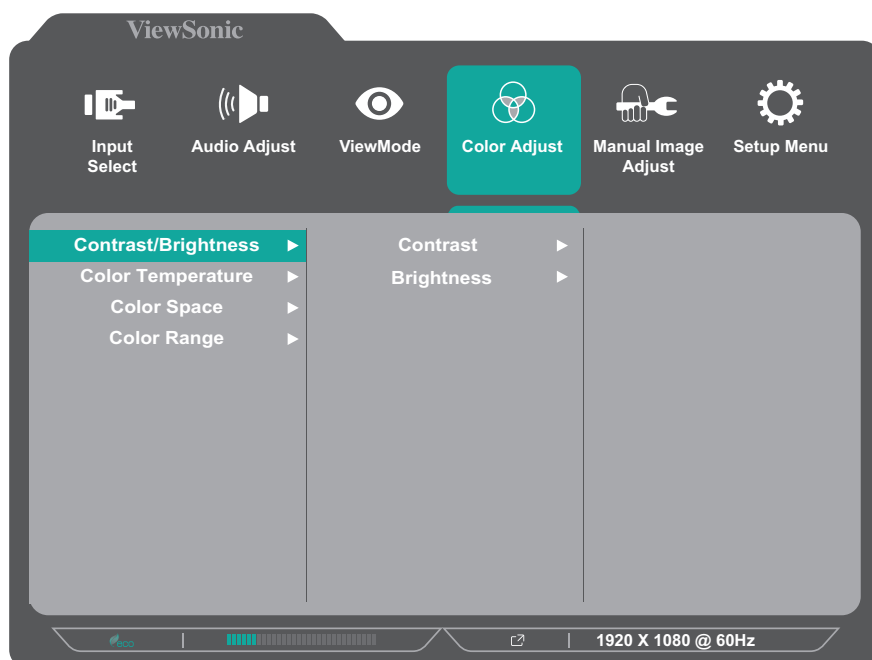 ViewSonic
Input
Select
Audio Adjust
ViewMode
Color Adjust
Manual Image
Adjust
Setup Menu
Contrast/Brightness
Color Temperature
Color Space
Color Range
Contrast
Brightness
eco
1920 X 1080 @ 60Hz